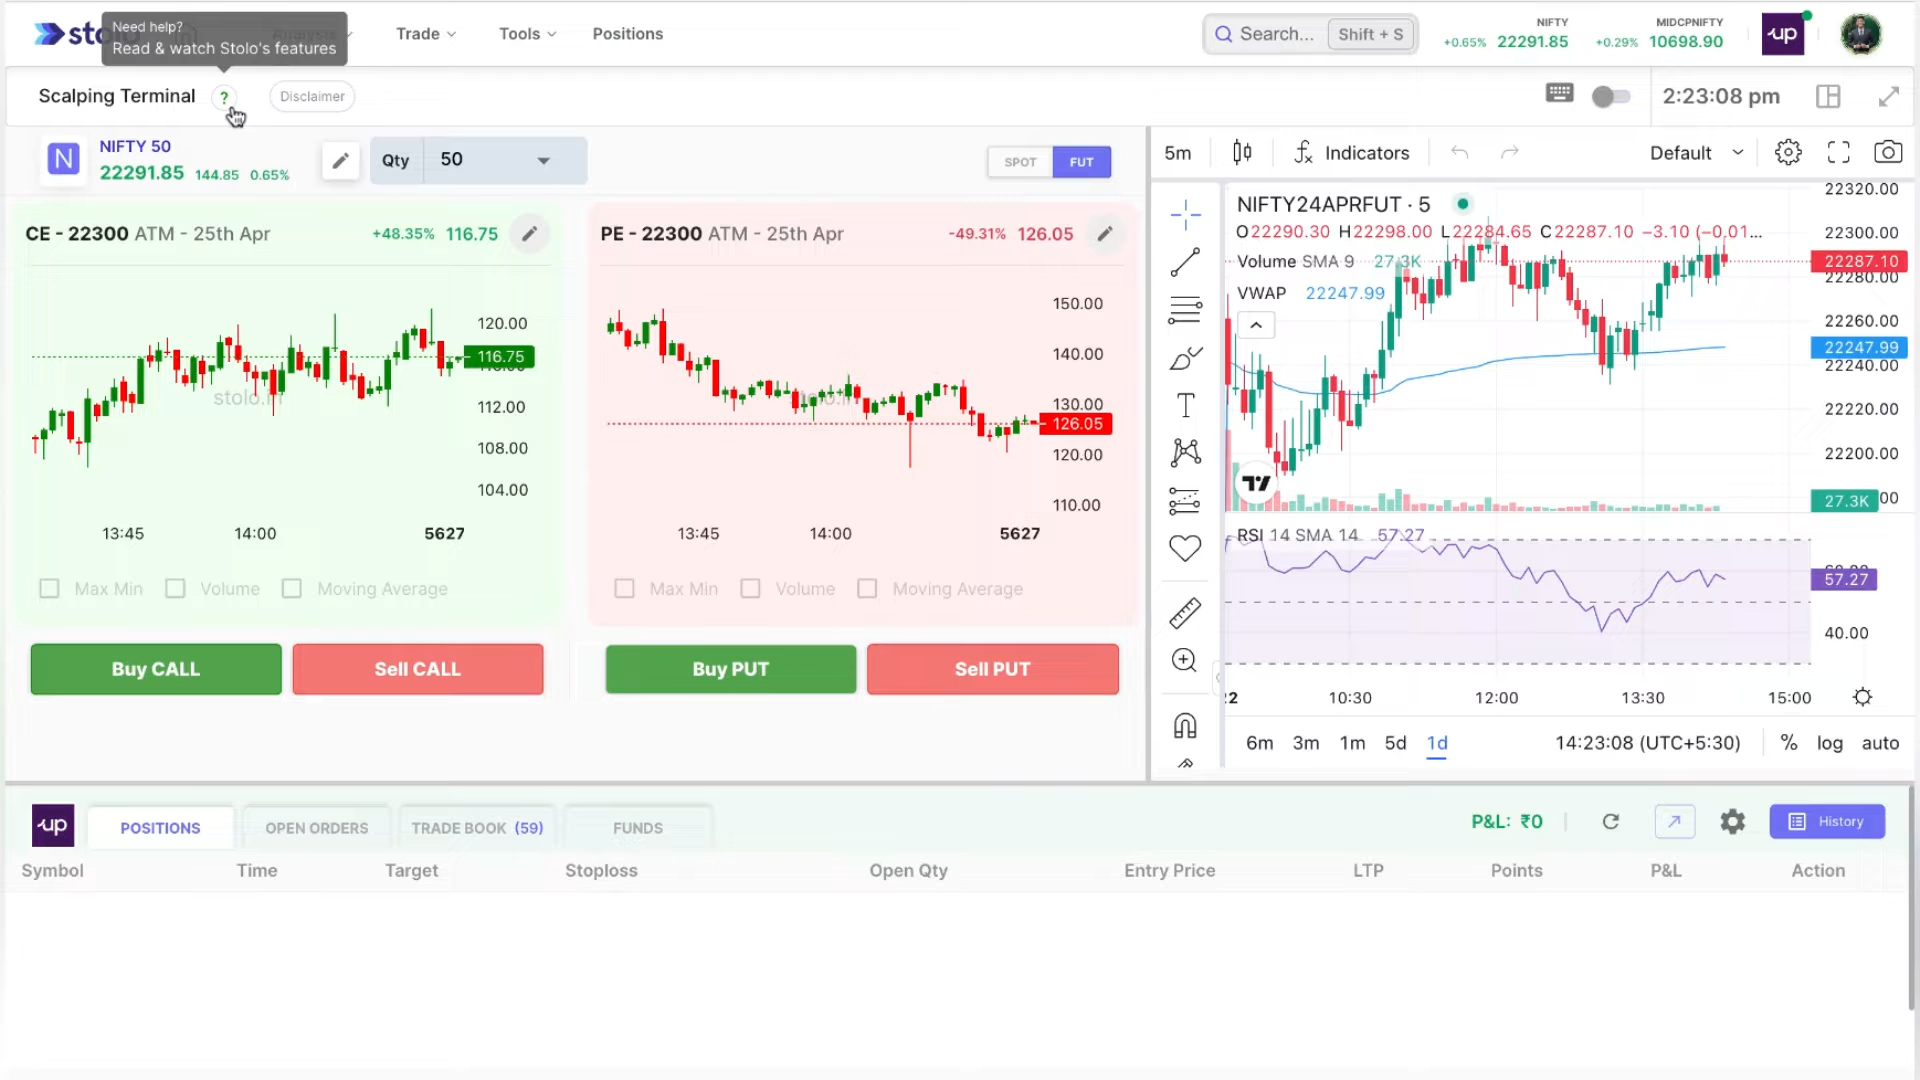 Need help?
Read & watch Stolo's features
Trade
Tools
Positions
Search...
Shift + S
NIFTY
+0.65% 22291.85
MIDCPNIFTY
+0.29% 10698.90
up
Scalping Terminal
?
Disclaimer
2:23:08 pm
N
NIFTY 50
22291.85 144.85 0.65%
Qty 50
SPOT
FUT
CE - 22300 ATM - 25th Apr
+48.35% 116.75
120.00
116.75
112.00
108.00
104.00
stolo.in
13:45 14:00 5627
Max Min
Volume
Moving Average
Buy CALL
Sell CALL
PE - 22300 ATM - 25th Apr
-49.31% 126.05
150.00
140.00
130.00
126.05
120.00
110.00
13:45 14:00 5627
Max Min
Volume
Moving Average
Buy PUT
Sell PUT
5m
Indicators
Default
NIFTY24APRFUT · 5
O22290.30 H22298.00 L22284.65 C22287.10 −3.10 (−0.01...
Volume SMA 9 27.3K
VWAP 22247.99
22320.00
22300.00
22287.10
22280.00
22260.00
22247.99
22240.00
22220.00
22200.00
27.3K
RSI 14 SMA 14 57.27
57.27
40.00
10:30 12:00 13:30 15:00
6m 3m 1m 5d 1d
14:23:08 (UTC+5:30)
% log auto
up
POSITIONS
OPEN ORDERS
TRADE BOOK (59)
FUNDS
P&L: ₹0
History
Symbol Time Target Stoploss Open Qty Entry Price LTP Points P&L Action